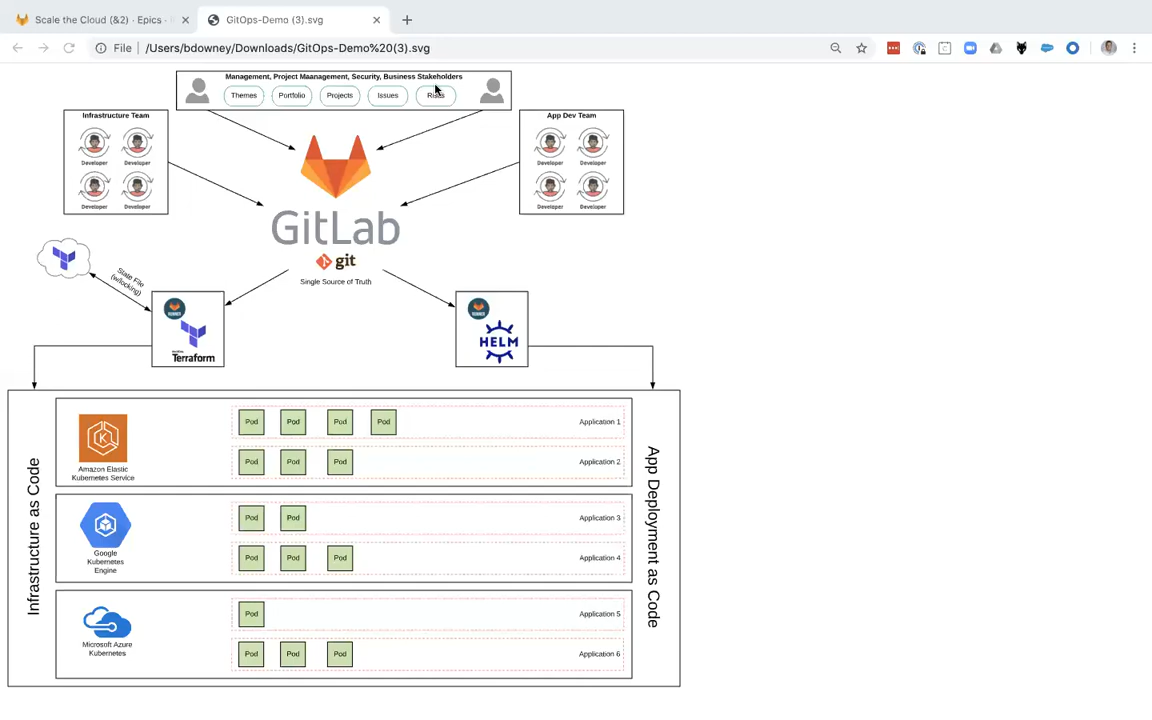 Scale the Cloud (&2) · Epics ·
GitOps-Demo (3).svg
File
/Users/bdowney/Downloads/GitOps-Demo%20(3).svg
Management, Project Maanagement, Security, Business Stakeholders
Themes
Portfolio
Projects
Issues
Infrastructure Team
Developer
Developer
Developer
Developer
App Dev Team
Developer
Developer
Developer
Developer
GitLab
git
Single Source of Truth
State File
(w/locking)
Terraform
HELM
Infrastructure as Code
App Deployment as Code
Amazon Elastic
Kubernetes Service
Pod Pod Pod Pod Application 1
Pod Pod Pod Application 2
Google
Kubernetes
Engine
Pod Pod Application 3
Pod Pod Pod Application 4
Microsoft Azure
Kubernetes
Pod Application 5
Pod Pod Pod Application 6